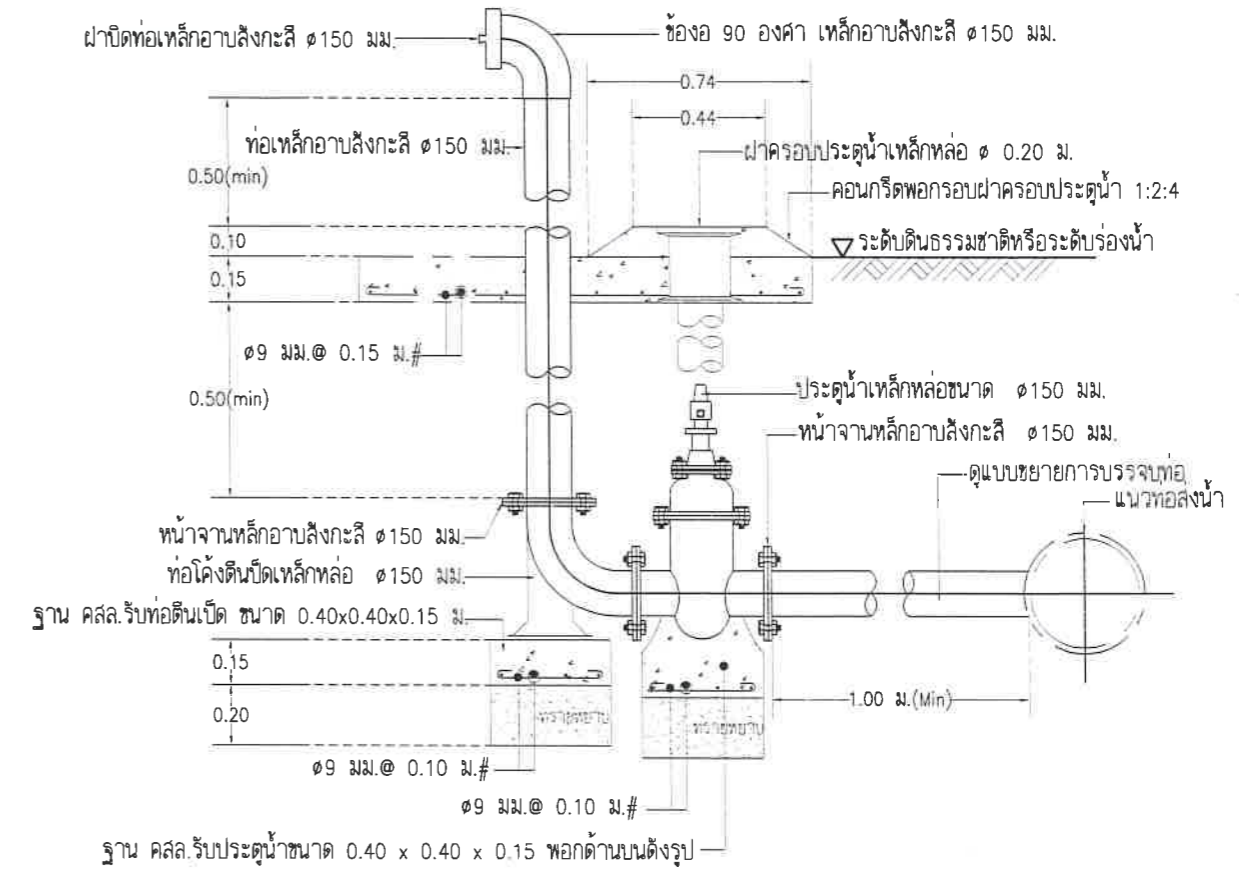 ฝาปิดท่อเหล็กอาบสังกะสี ø150 มม.
ข้องอ 90 องศา เหล็กอาบสังกะสี ø150 มม.
0.74
0.44
ท่อเหล็กอาบสังกะสี ø150 มม.
ฝาครอบประตูน้ำเหล็กหล่อ ø 0.20 ม.
0.50(min)
คอนกรีตพอกรอบฝาครอบประตูน้ำ 1:2:4
0.10
ระดับดินธรรมชาติหรือระดับร่องน้ำ
0.15
ø9 มม.@ 0.15 ม.#
0.50(min)
ประตูน้ำเหล็กหล่อขนาด ø150 มม.
หน้าจานหล็กอาบสังกะสี ø150 มม.
ดูแบบขยายการบรรจบท่อ
แนวท่อส่งน้ำ
หน้าจานหล็กอาบสังกะสี ø150 มม.
ท่อโค้งตีนป็ดเหล็กหล่อ ø150 มม.
ฐาน คสล.รับท่อตีนเป็ด ขนาด 0.40x0.40x0.15 ม.
0.15
0.20
ทรายหยาบ
ทรายหยาบ
1.00 ม.(Min)
ø9 มม.@ 0.10 ม.#
ø9 มม.@ 0.10 ม.#
ฐาน คสล.รับประตูน้ำขนาด 0.40 x 0.40 x 0.15 พอกด้านบนดังรูป